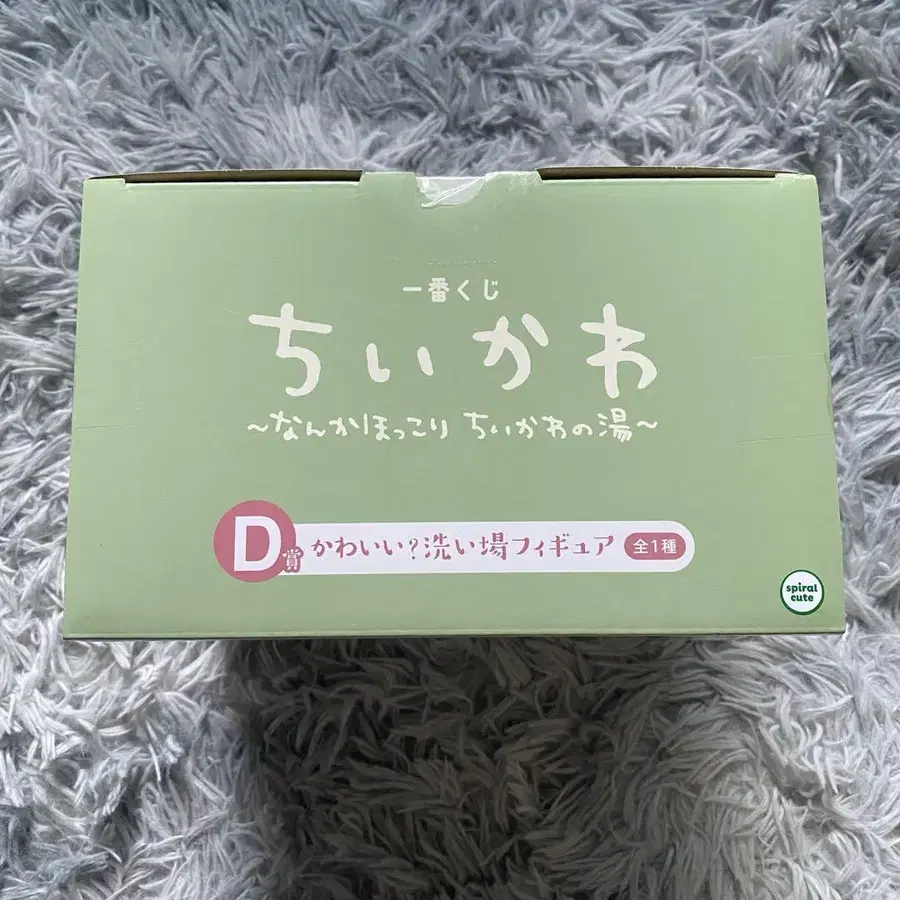 一番くじ
ちいかわ
～なんかほっこり ちいかわの湯～
D賞 かわいい?洗い場フィギュア 全1種
spiral
cute